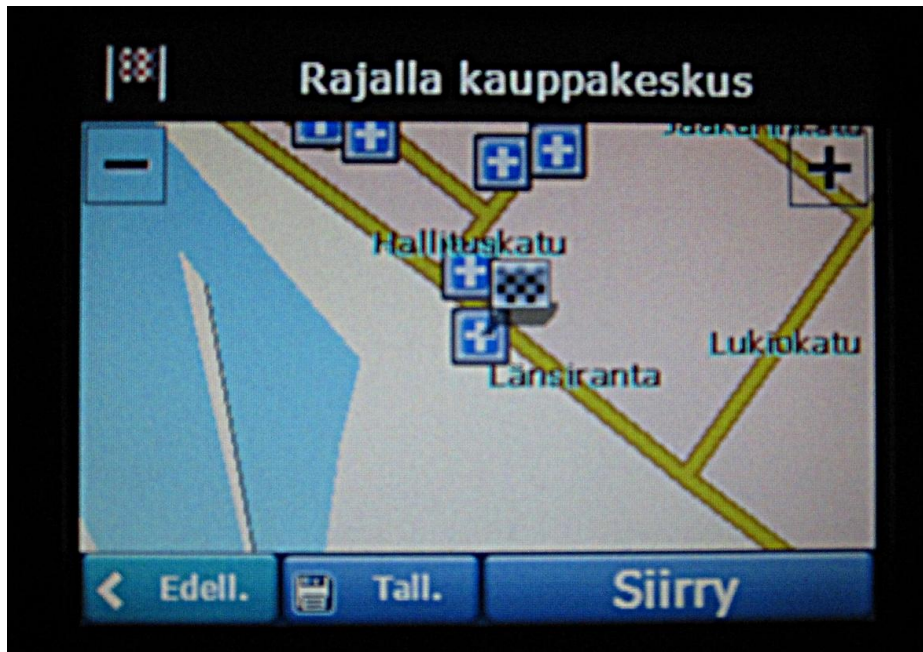 Rajalla kauppakeskus
Hallituskatu
Lukiokatu
Länsiranta
Edell.
Tall.
Siirry